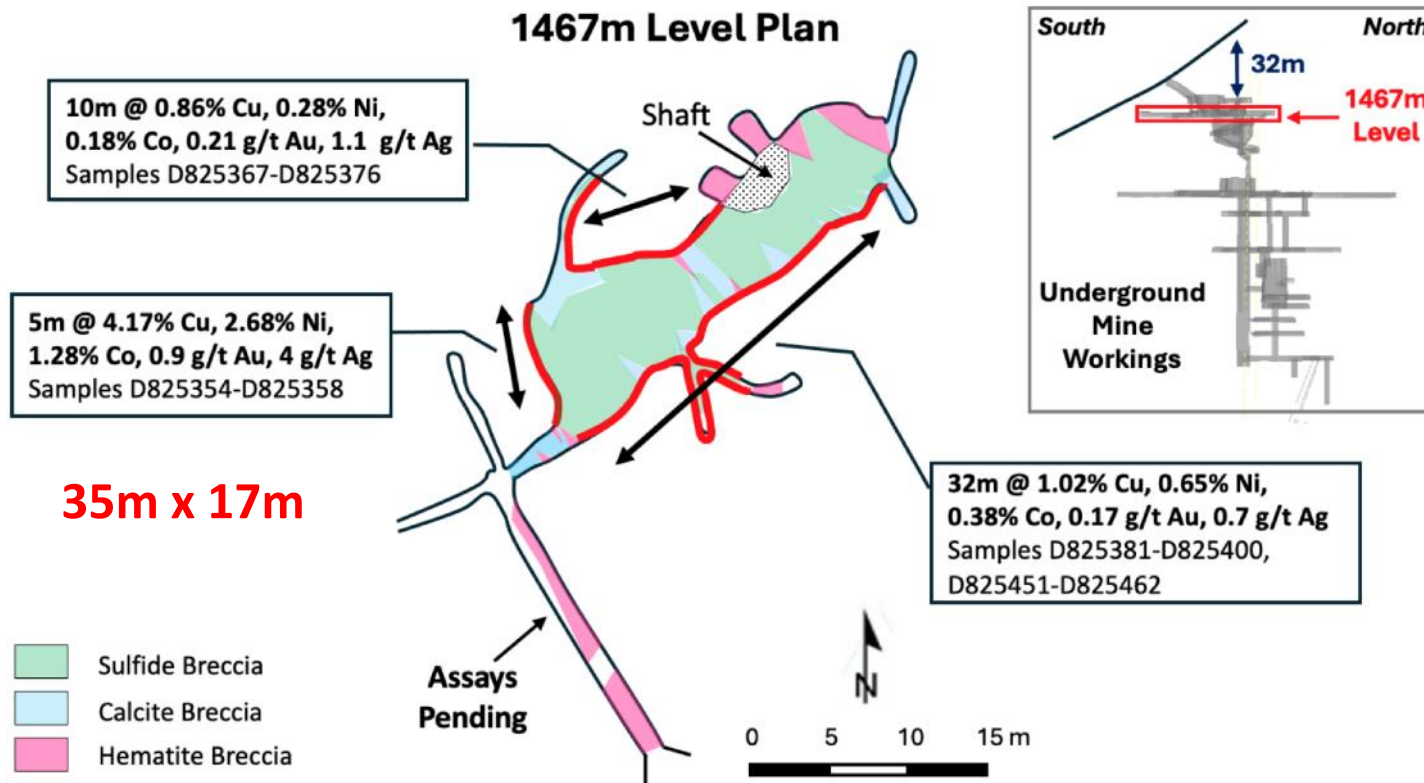 1467m Level Plan
10m @ 0.86% Cu, 0.28% Ni,
0.18% Co, 0.21 g/t Au, 1.1 g/t Ag
Samples D825367-D825376
Shaft
5m @ 4.17% Cu, 2.68% Ni,
1.28% Co, 0.9 g/t Au, 4 g/t Ag
Samples D825354-D825358
35m x 17m
32m @ 1.02% Cu, 0.65% Ni,
0.38% Co, 0.17 g/t Au, 0.7 g/t Ag
Samples D825381-D825400,
D825451-D825462
Assays
Pending
Sulfide Breccia
Calcite Breccia
Hematite Breccia
N
0 5 10 15 m
South North
32m
1467m
Level
Underground
Mine
Workings